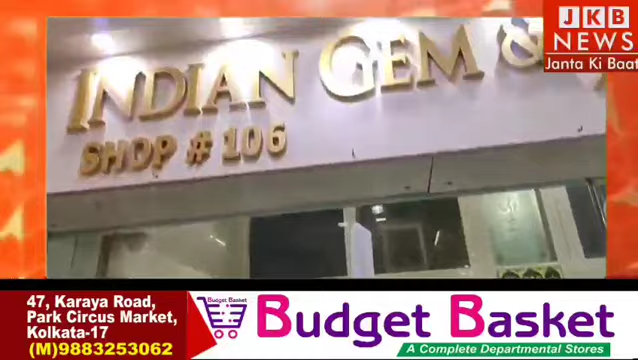 JKB
NEWS
Janta Ki Baat
INDIAN GEM &
SHOP # 106
47, Karaya Road,
Park Circus Market,
Kolkata-17
(M)9883253062
Budget Basket
Budget Basket
A Complete Departmental Stores